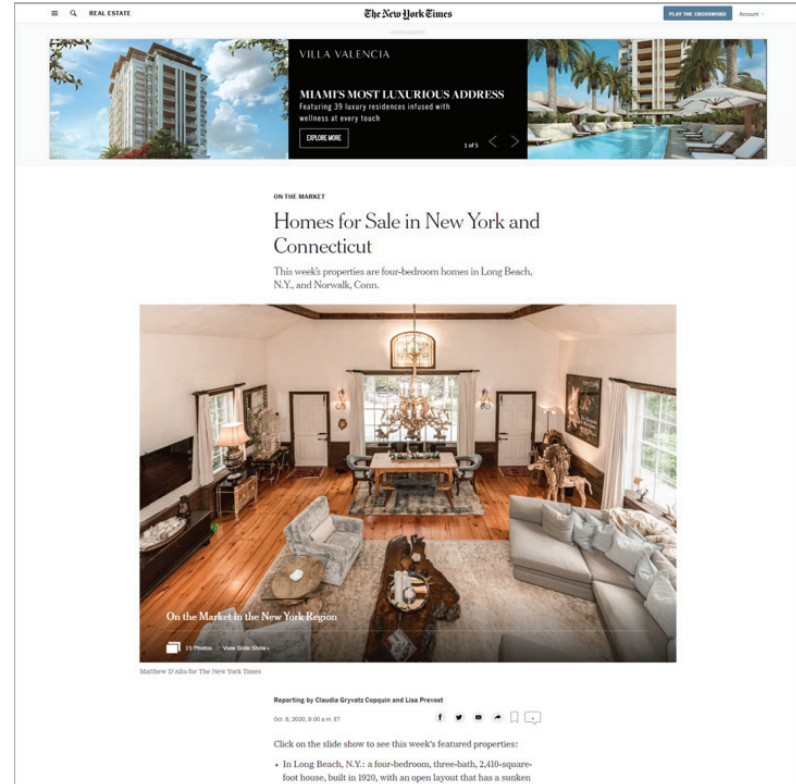 REAL ESTATE
The New York Times
PLAY THE CROSSWORD
Account
ADVERTISEMENT
VILLA VALENCIA
MIAMI'S MOST LUXURIOUS ADDRESS
Featuring 39 luxury residences infused with
wellness at every touch
EXPLORE MORE
1 of 5
ON THE MARKET
Homes for Sale in New York and
Connecticut
This week's properties are four-bedroom homes in Long Beach,
N.Y., and Norwalk, Conn.
On the Market in the New York Region
15 Photos
View Slide Show ›
Matthew D'Alto for The New York Times
Reporting by Claudia Gryvatz Copquin and Lisa Prevost
Oct. 8, 2020, 9:00 a.m. ET
Click on the slide show to see this week's featured properties:
• In Long Beach, N.Y.: a four-bedroom, three-bath, 2,410-square-
foot house, built in 1920, with an open layout that has a sunken